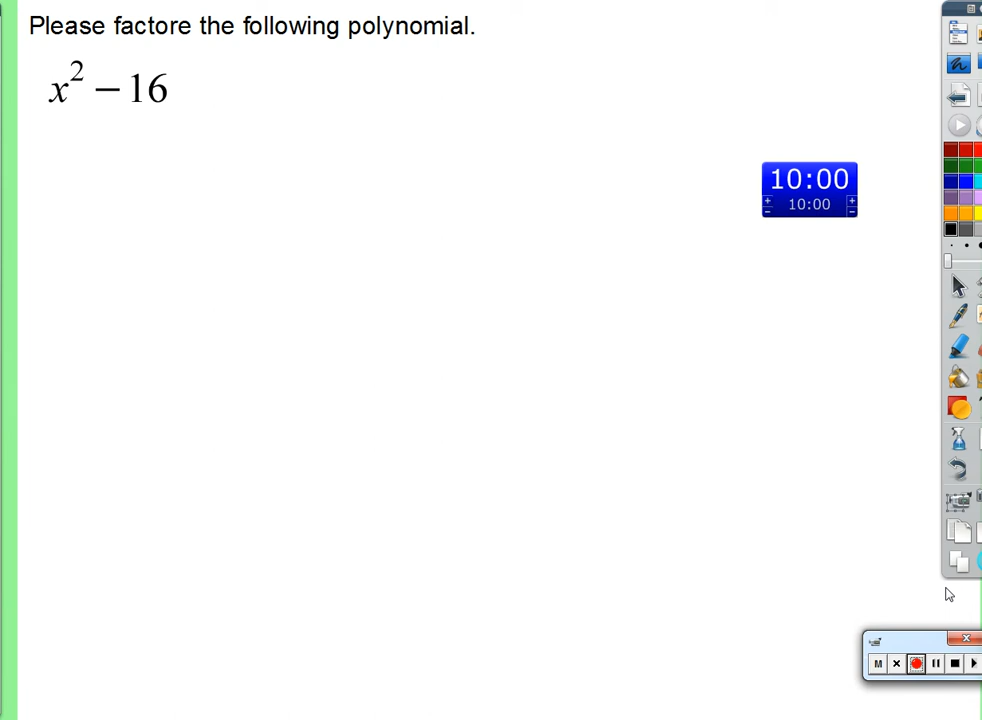 Please factore the following polynomial.
x² – 16
10:00
10:00
M